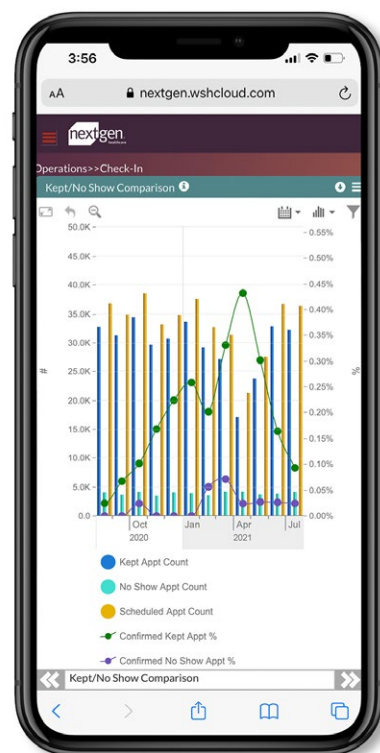 3:56
AA nextgen.wshcloud.com
nextgen
healthcare
Operations>>Check-In
Kept/No Show Comparison
50.0K 0.55%
0.50%
45.0K
0.45%
40.0K
0.40%
35.0K
0.35%
30.0K
0.30%
# 25.0K %
0.25%
20.0K
0.20%
15.0K
0.15%
10.0K
0.10%
5.0K
0.05%
0.0 0.00%
Oct Jan Apr Jul
2020 2021
Kept Appt Count
No Show Appt Count
Scheduled Appt Count
Confirmed Kept Appt %
Confirmed No Show Appt %
Kept/No Show Comparison